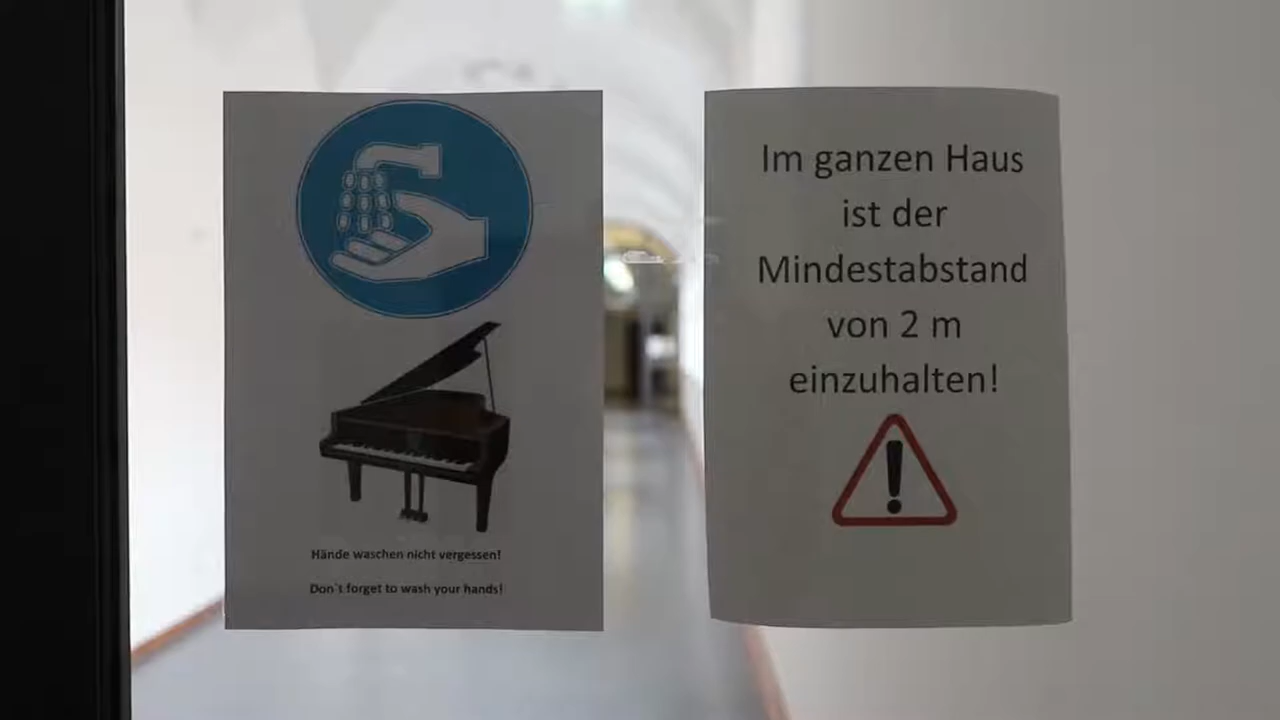 Hände waschen nicht vergessen!
Don´t forget to wash your hands!
Im ganzen Haus
ist der
Mindestabstand
von 2 m
einzuhalten!